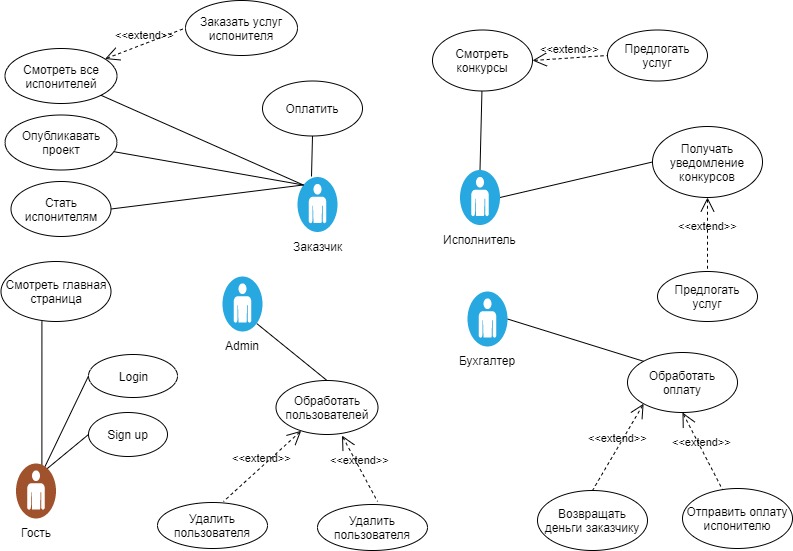 Заказать услуг
испонителя
<<extend>>
Смотреть все
испонителей
Опубликавать
проект
Стать
испонителям
Оплатить
Заказчик
Смотреть
конкурсы
<<extend>>
Предлогать
услуг
Получать
уведомление
конкурсов
<<extend>>
Предлогать
услуг
Исполнитель
Смотреть главная
страница
Login
Sign up
Гость
Admin
Обработать
пользователей
<<extend>>
<<extend>>
Удалить
пользователя
Удалить
пользователя
Бухгалтер
Обработать
оплату
<<extend>>
<<extend>>
Возвращать
деньги заказчику
Отправить оплату
испонителю